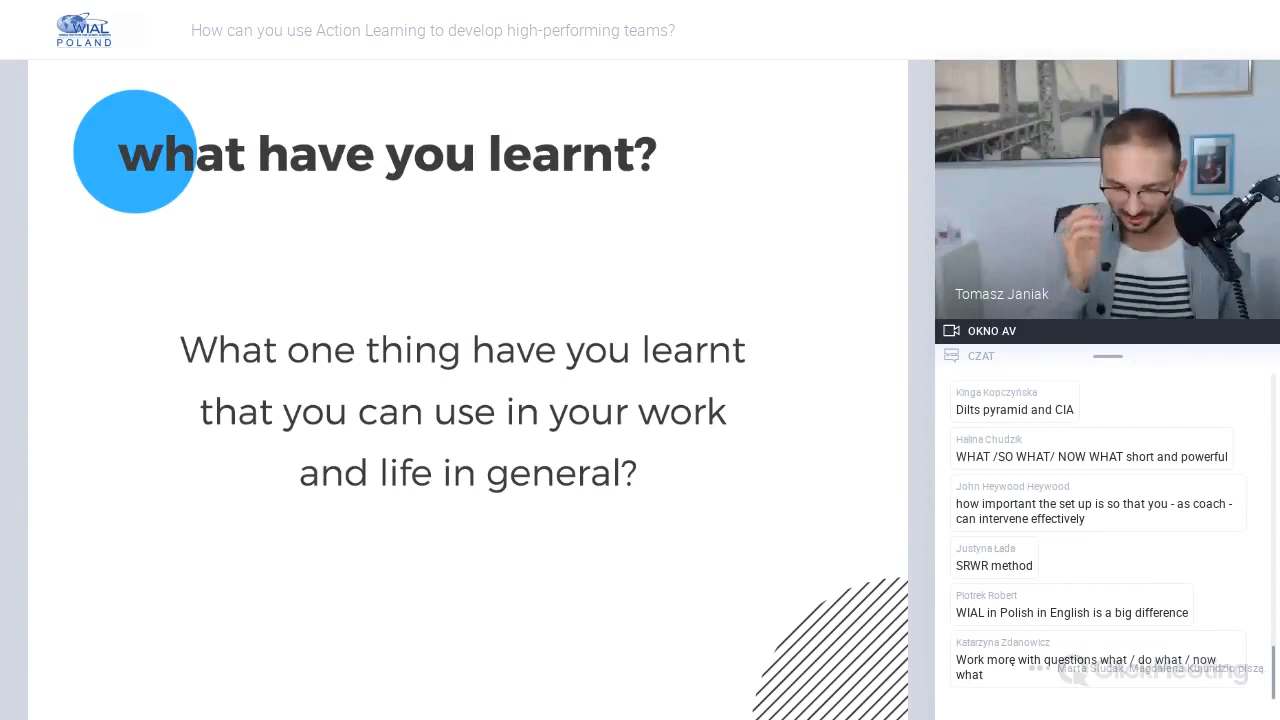 WIAL
POLAND
How can you use Action Learning to develop high-performing teams?
what have you learnt?
What one thing have you learnt
that you can use in your work
and life in general?
Tomasz Janiak
OKNO AV
CZAT
Kinga Kopczyńska
Dilts pyramid and CIA
Halina Chudzik
WHAT /SO WHAT/ NOW WHAT short and powerful
John Heywood Heywood
how important the set up is so that you - as coach -
can intervene effectively
Justyna Łada
SRWR method
Piotrek Robert
WIAL in Polish in English is a big difference
Katarzyna Zdanowicz
Work morę with questions what / do what / now
what
Marta Slučak, Magdalena Kujundzic piszą
ClickMeeting